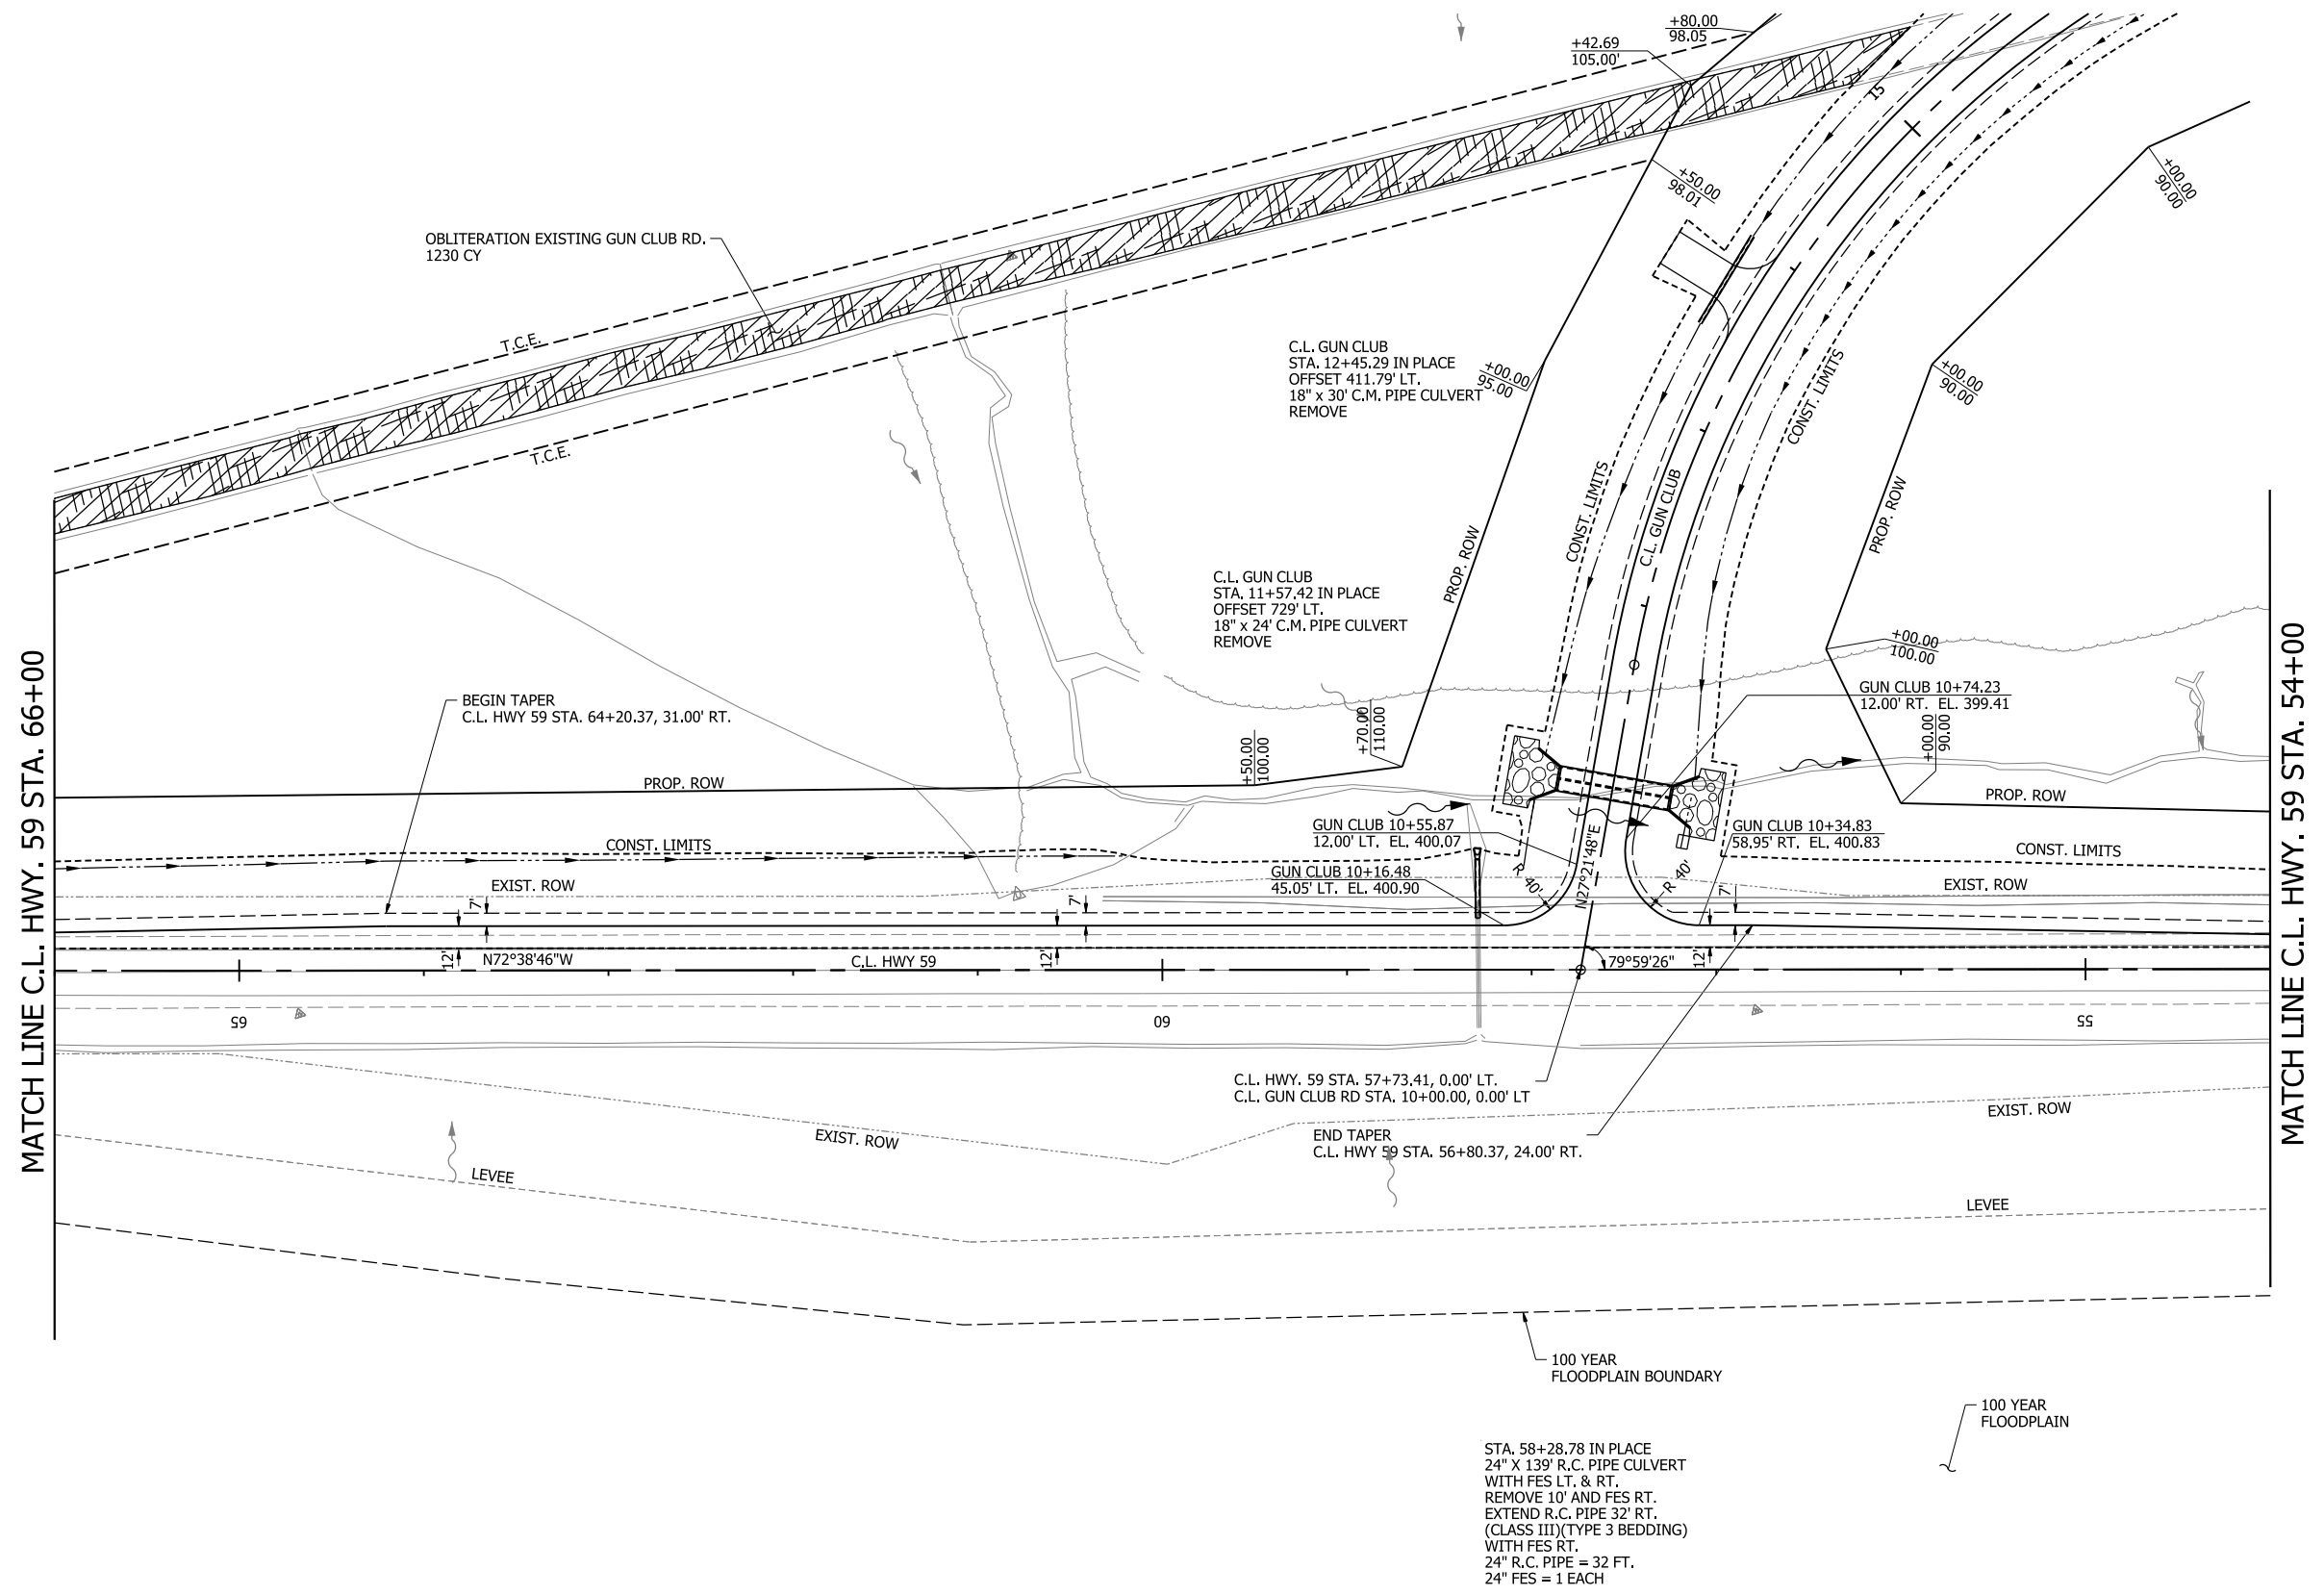 +80.00
98.05
+42.69
105.00'
15
+50.00
98.01
+00.00
90.00
OBLITERATION EXISTING GUN CLUB RD.
1230 CY
T.C.E.
T.C.E.
C.L. GUN CLUB
STA. 12+45.29 IN PLACE
OFFSET 411.79' LT.
18" x 30' C.M. PIPE CULVERT
REMOVE
+00.00
95.00
CONST. LIMITS
+00.00
90.00
PROP. ROW
CONST. LIMITS
C.L. GUN CLUB
PROP. ROW
C.L. GUN CLUB
STA. 11+57.42 IN PLACE
OFFSET 729' LT.
18" x 24' C.M. PIPE CULVERT
REMOVE
+00.00
100.00
MATCH LINE C.L. HWY. 59 STA. 66+00
MATCH LINE C.L. HWY. 59 STA. 54+00
BEGIN TAPER
C.L. HWY 59 STA. 64+20.37, 31.00' RT.
GUN CLUB 10+74.23
12.00' RT. EL. 399.41
+00.00
90.00
+70.00
110.00
+50.00
100.00
PROP. ROW
PROP. ROW
GUN CLUB 10+55.87
12.00' LT. EL. 400.07
GUN CLUB 10+34.83
58.95' RT. EL. 400.83
CONST. LIMITS
CONST. LIMITS
GUN CLUB 10+16.48
45.05' LT. EL. 400.90
R 40'
N27°21'48"E
R 40'
EXIST. ROW
EXIST. ROW
7'
7'
7'
12'
N72°38'46"W
C.L. HWY 59
12'
79°59'26"
12'
65
60
55
C.L. HWY. 59 STA. 57+73.41, 0.00' LT.
C.L. GUN CLUB RD STA. 10+00.00, 0.00' LT
EXIST. ROW
EXIST. ROW
END TAPER
C.L. HWY 59 STA. 56+80.37, 24.00' RT.
LEVEE
LEVEE
100 YEAR
FLOODPLAIN BOUNDARY
100 YEAR
FLOODPLAIN
STA. 58+28.78 IN PLACE
24" X 139' R.C. PIPE CULVERT
WITH FES LT. & RT.
REMOVE 10' AND FES RT.
EXTEND R.C. PIPE 32' RT.
(CLASS III)(TYPE 3 BEDDING)
WITH FES RT.
24" R.C. PIPE = 32 FT.
24" FES = 1 EACH